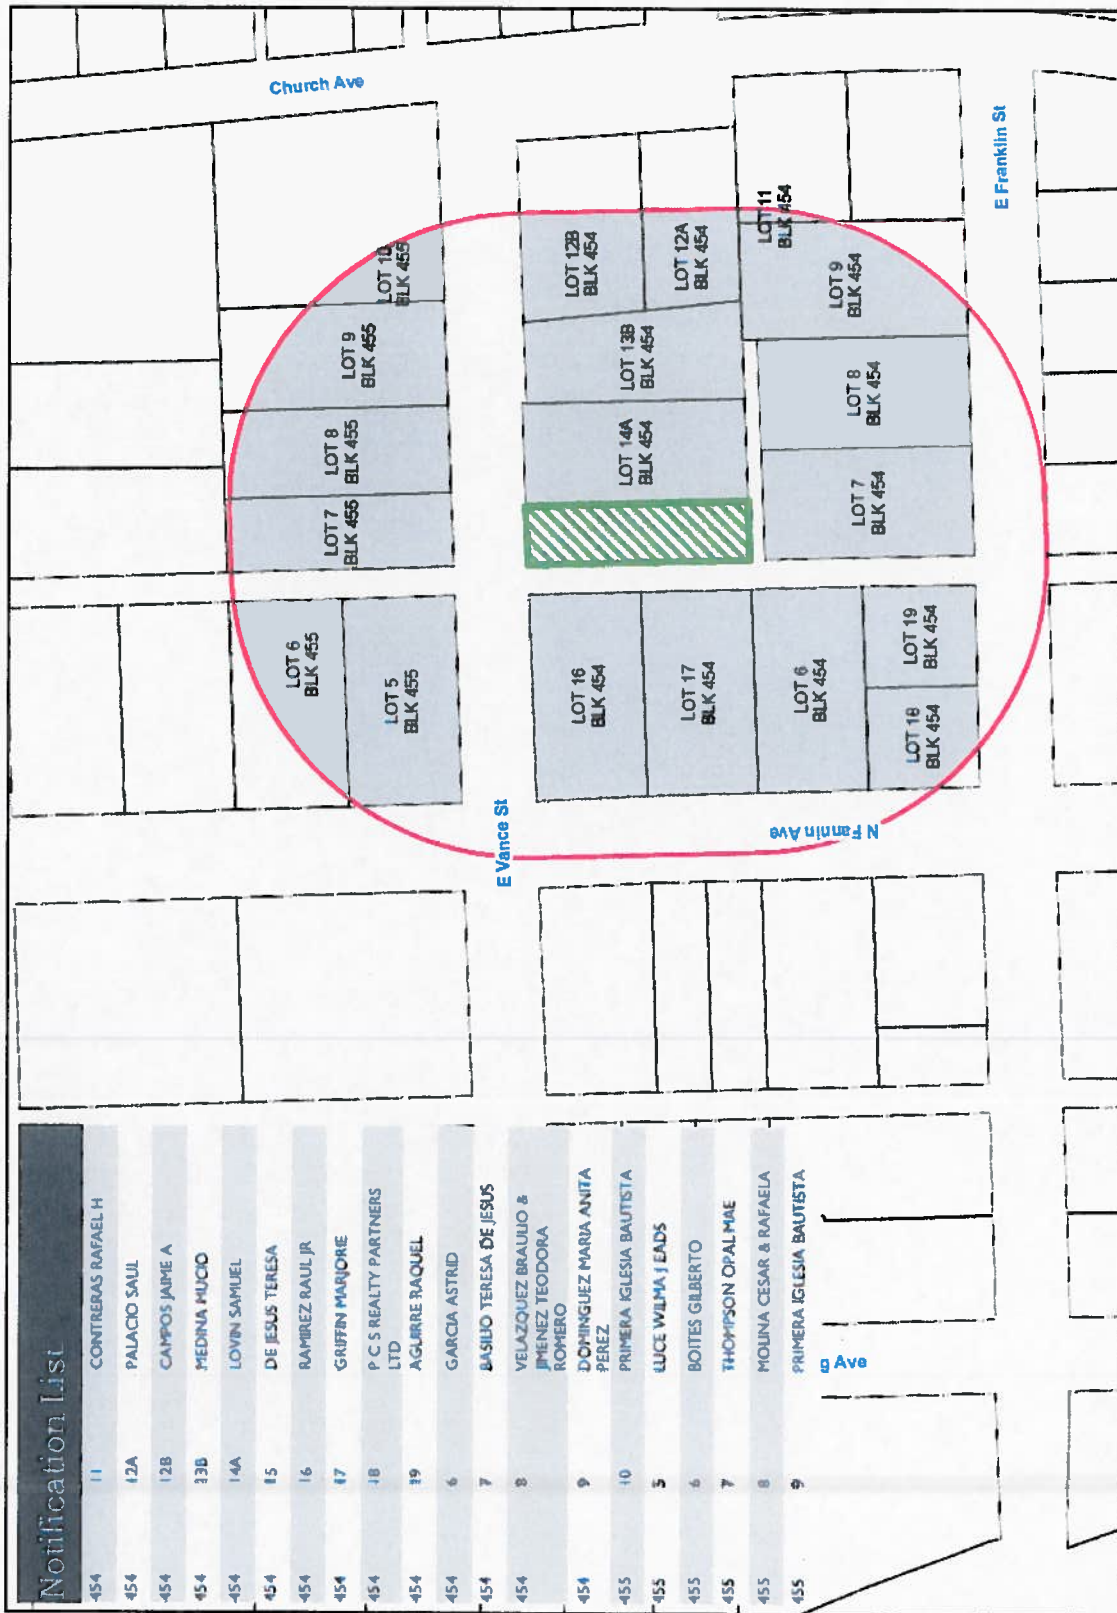 Notification List
454 11 CONTRERAS RAFAEL H
454 12A PALACIO SAUL
454 12B CAMPOS JAIME A
454 13B MEDINA MUCIO
454 14A LOVIN SAMUEL
454 15 DE JESUS TERESA
454 16 RAMIREZ RAUL JR
454 17 GRIFFIN MARJORIE
454 18 P C S REALTY PARTNERS
LTD
454 19 AGUIRRE RAQUEL
454 6 GARCIA ASTRID
454 7 BASILIO TERESA DE JESUS
454 8 VELAZQUEZ BRAULIO &
JIMENEZ TEODORA
ROMERO
454 9 DOMINGUEZ MARIA ANITA
PEREZ
455 10 PRIMERA IGLESIA BAUTISTA
455 5 LUCE WILMA J EADS
455 6 BOITES GILBERTO
455 7 THOMPSON OPAL MAE
455 8 MOLINA CESAR & RAFAELA
455 9 PRIMERA IGLESIA BAUTISTA
g Ave
E Vance St
N Fannin Ave
Church Ave
E Franklin St
LOT 6
BLK 455
LOT 5
BLK 455
LOT 7
BLK 455
LOT 8
BLK 455
LOT 9
BLK 455
LOT 10
BLK 455
LOT 16
BLK 454
LOT 17
BLK 454
LOT 6
BLK 454
LOT 18
BLK 454
LOT 19
BLK 454
LOT 14A
BLK 454
LOT 13B
BLK 454
LOT 12B
BLK 454
LOT 12A
BLK 454
LOT 11
BLK 454
LOT 7
BLK 454
LOT 8
BLK 454
LOT 9
BLK 454